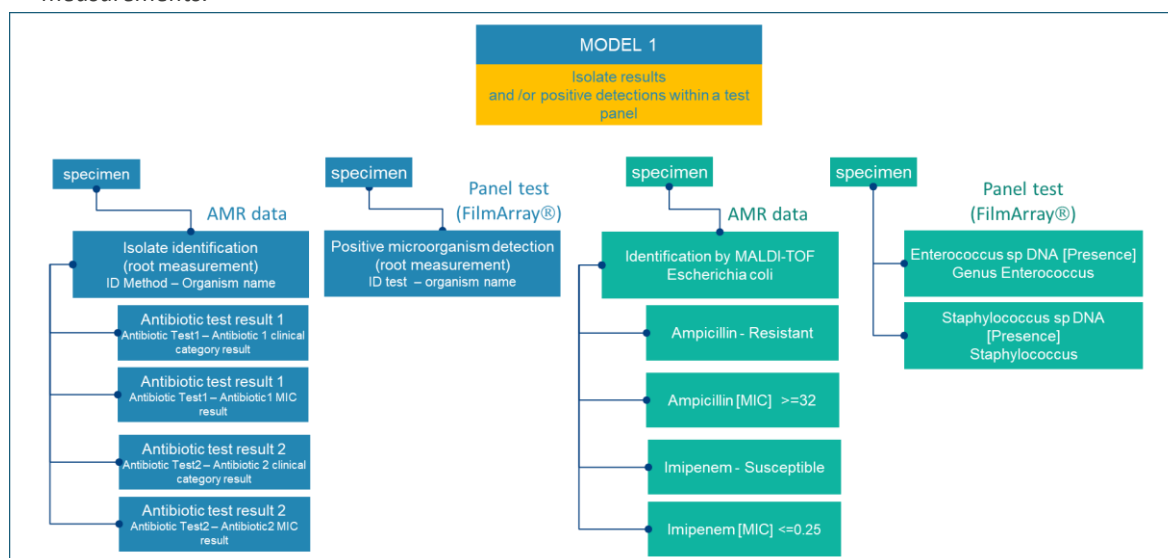 measurements.
MODEL 1
Isolate results
and /or positive detections within a test
panel
specimen
AMR data
Isolate identification
(root measurement)
ID Method – Organism name
Antibiotic test result 1
Antibiotic Test1 – Antibiotic 1 clinical
category result
Antibiotic test result 1
Antibiotic Test1 – Antibiotic1 MIC
result
Antibiotic test result 2
Antibiotic Test2 – Antibiotic 2 clinical
category result
Antibiotic test result 2
Antibiotic Test2 – Antibiotic2 MIC
result
specimen
Panel test
(FilmArray®)
Positive microorganism detection
(root measurement)
ID test – organism name
specimen
AMR data
Identification by MALDI-TOF
Escherichia coli
Ampicillin - Resistant
Ampicillin [MIC] >=32
Imipenem - Susceptible
Imipenem [MIC] <=0.25
specimen
Panel test
(FilmArray®)
Enterococcus sp DNA [Presence]
Genus Enterococcus
Staphylococcus sp DNA
[Presence]
Staphylococcus